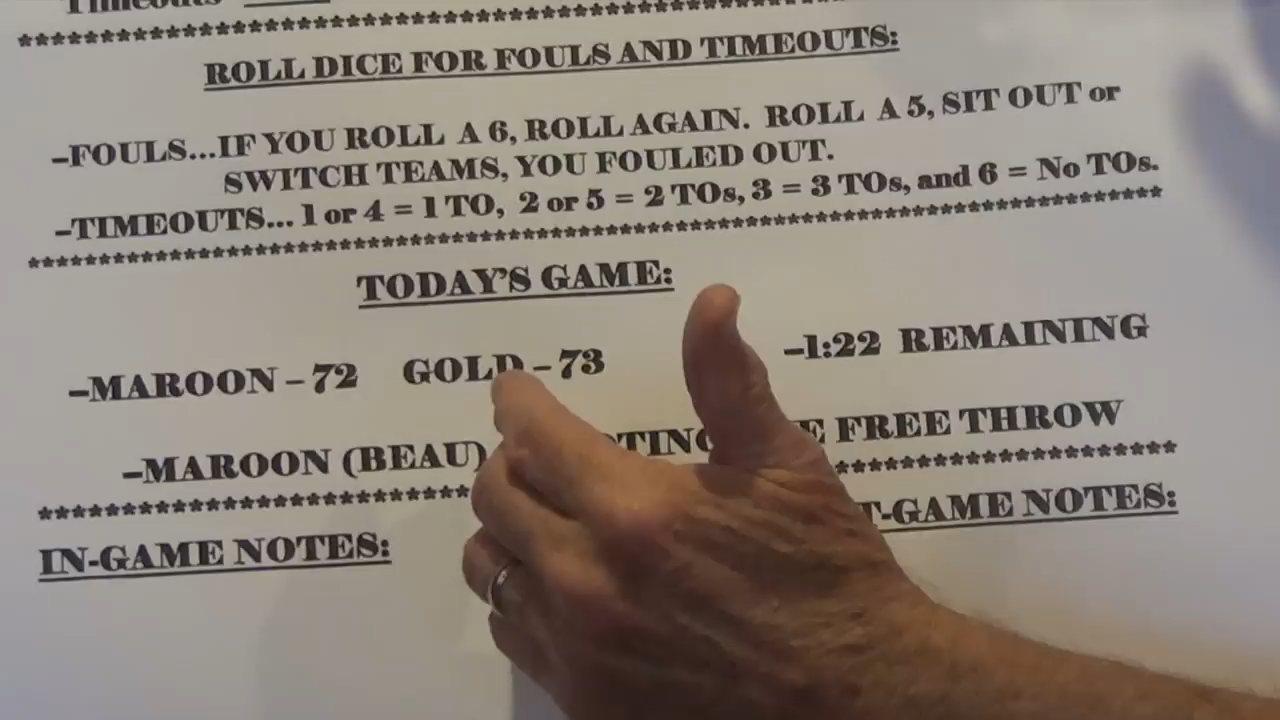 Timeouts
****************************************************************
ROLL DICE FOR FOULS AND TIMEOUTS:
–FOULS...IF YOU ROLL A 6, ROLL AGAIN. ROLL A 5, SIT OUT or
SWITCH TEAMS, YOU FOULED OUT.
–TIMEOUTS... 1 or 4 = 1 TO, 2 or 5 = 2 TOs, 3 = 3 TOs, and 6 = No TOs.
****************************************************************
TODAY'S GAME:
–MAROON – 72 GOLD – 73 –1:22 REMAINING
–MAROON (BEAU) FREE THROW
****************************************************************
IN-GAME NOTES: T-GAME NOTES: